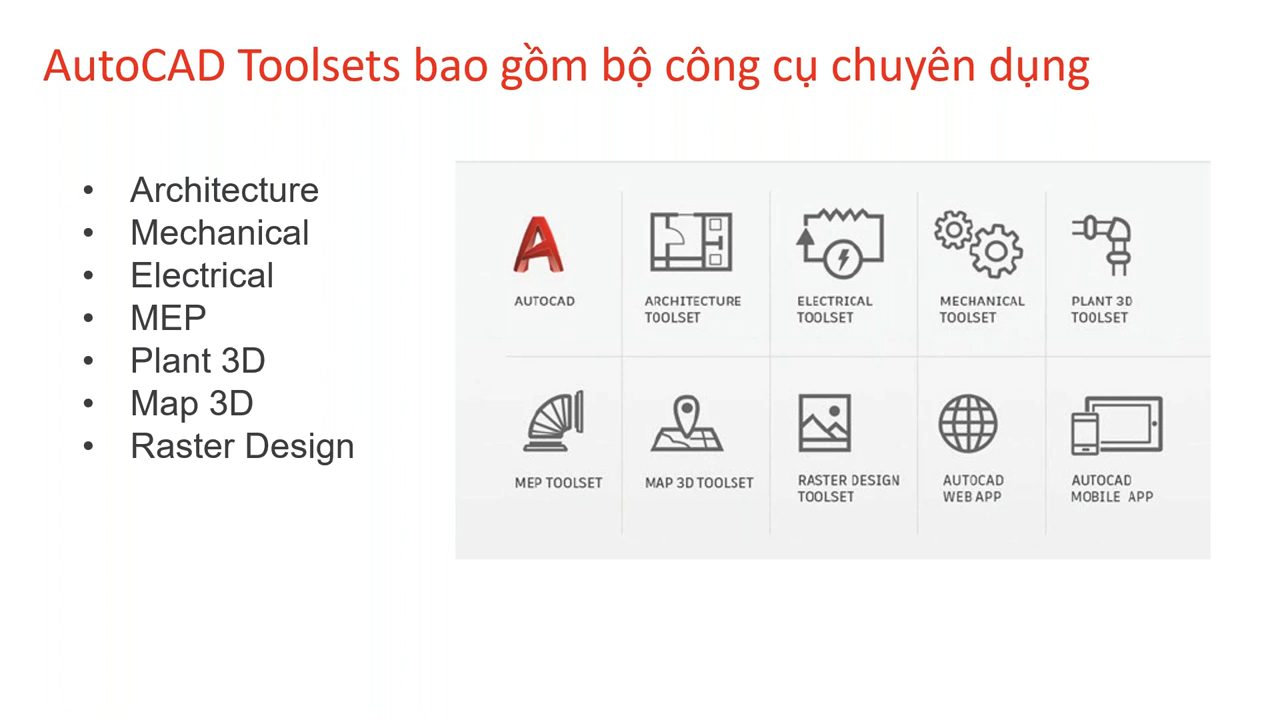 AutoCAD Toolsets bao gồm bộ công cụ chuyên dụng
• Architecture
• Mechanical
• Electrical
• MEP
• Plant 3D
• Map 3D
• Raster Design
AUTOCAD
ARCHITECTURE
TOOLSET
ELECTRICAL
TOOLSET
MECHANICAL
TOOLSET
PLANT 3D
TOOLSET
MEP TOOLSET
MAP 3D TOOLSET
RASTER DESIGN
TOOLSET
AUTOCAD
WEB APP
AUTOCAD
MOBILE APP